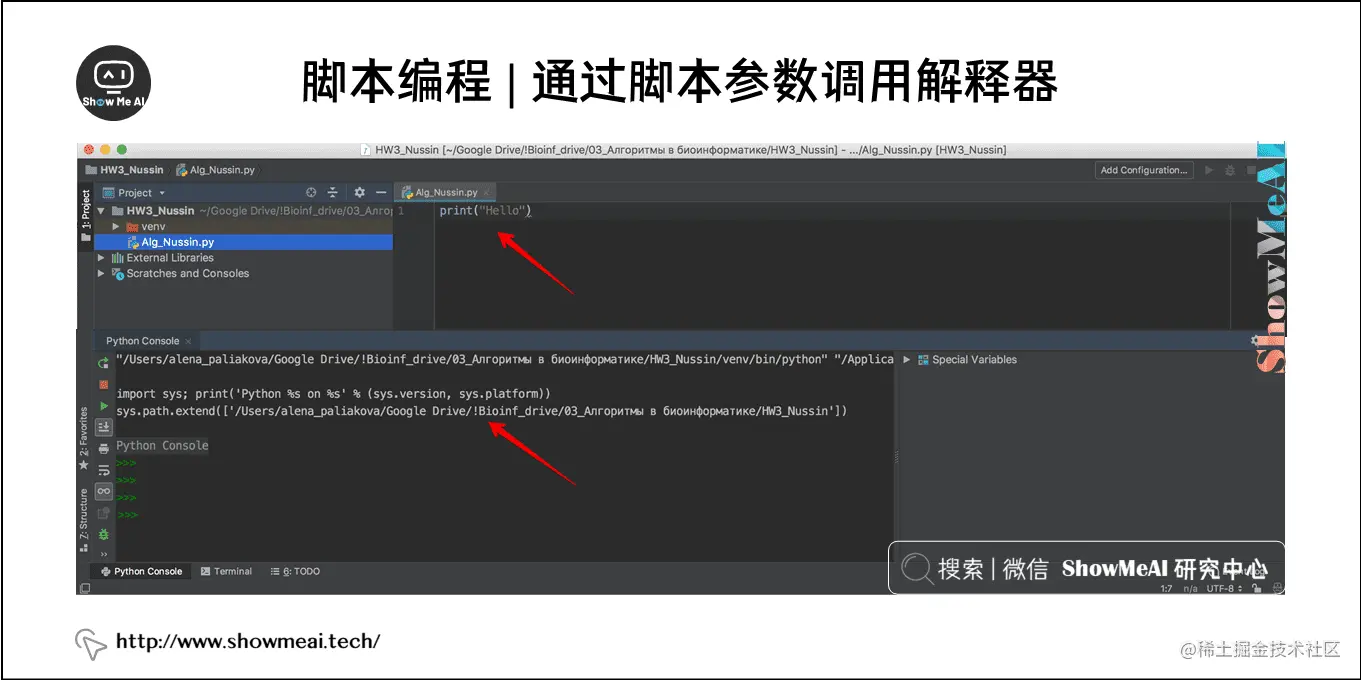 Show Me AI
脚本编程 | 通过脚本参数调用解释器
HW3_Nussin [~/Google Drive/!Bioinf_drive/03_Алгоритмы в биоинформатике/HW3_Nussin] - .../Alg_Nussin.py [HW3_Nussin]
HW3_Nussin Alg_Nussin.py
Add Configuration...
1: Project
Project
Alg_Nussin.py
HW3_Nussin ~/Google Drive/!Bioinf_drive/03_Алгор
1 print("Hello")
venv
Alg_Nussin.py
External Libraries
Scratches and Consoles
ShowMeAI
Python Console
"/Users/alena_paliakova/Google Drive/!Bioinf_drive/03_Алгоритмы в биоинформатике/HW3_Nussin/venv/bin/python" "/Applica
Special Variables
import sys; print('Python %s on %s' % (sys.version, sys.platform))
sys.path.extend(['/Users/alena_paliakova/Google Drive/!Bioinf_drive/03_Алгоритмы в биоинформатике/HW3_Nussin'])
Python Console
>>>
>>>
>>>
>>>
2: Favorites
Z: Structure
Python Console Terminal 6: TODO
搜索 | 微信 ShowMeAI 研究中心
1:7 n/a UTF-8
http://www.showmeai.tech/
@稀土掘金技术社区